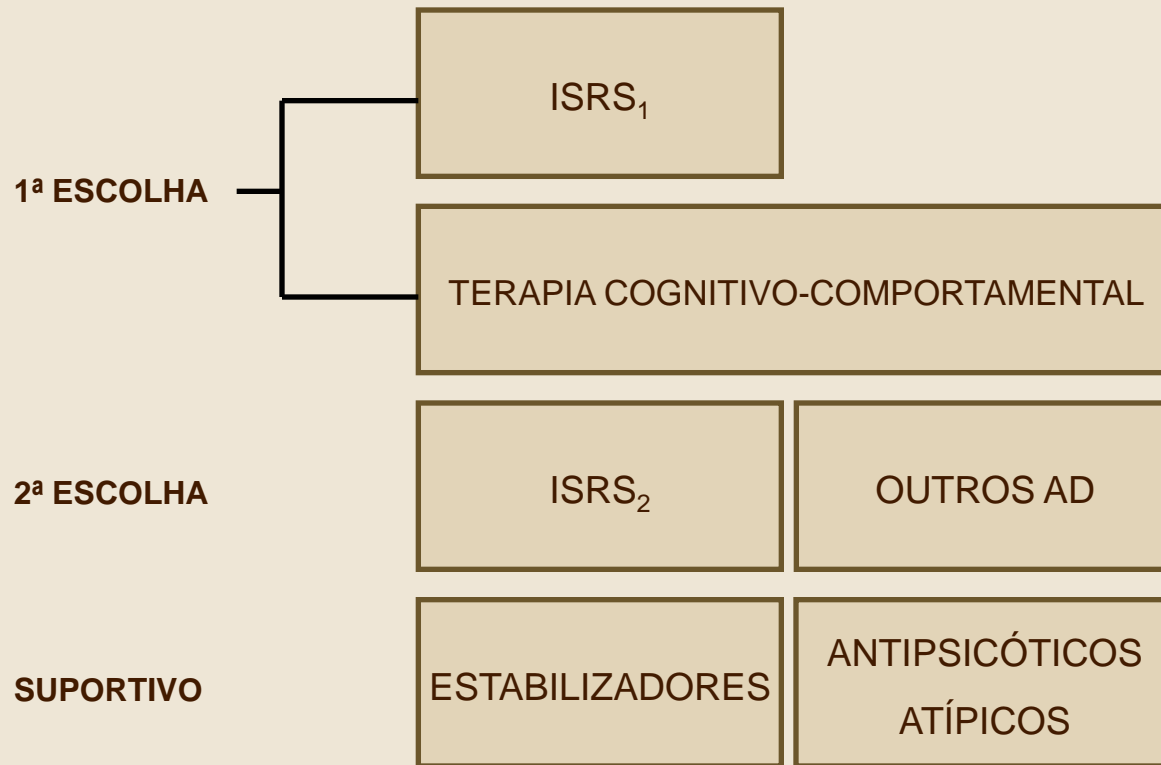 1ª ESCOLHA
ISRS₁
TERAPIA COGNITIVO-COMPORTAMENTAL
2ª ESCOLHA
ISRS₂
OUTROS AD
SUPORTIVO
ESTABILIZADORES
ANTIPSICÓTICOS
ATÍPICOS